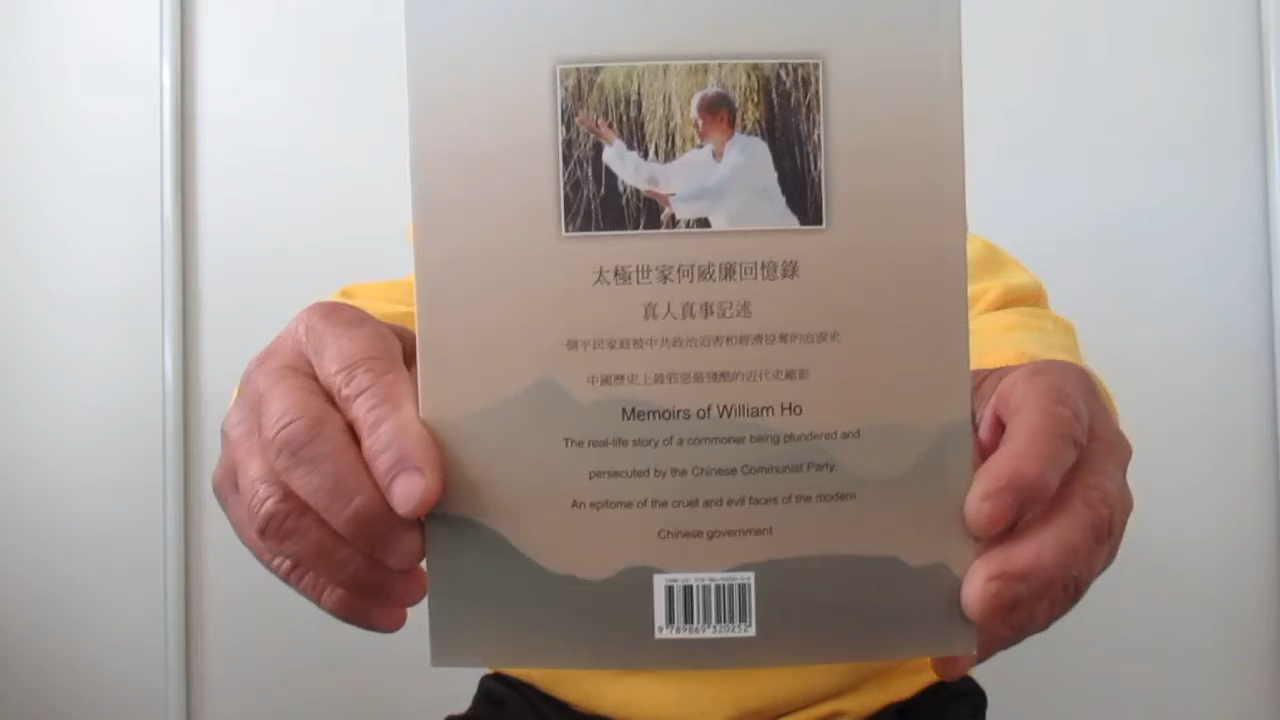 太極世家何威廉回憶錄
真人真事記述
一個平民家庭被中共政治迫害和經濟掠奪的血淚史
中國歷史上最邪惡最殘酷的近代史縮影
Memoirs of William Ho
The real-life story of a commoner being plundered and
persecuted by the Chinese Communist Party.
An epitome of the cruel and evil faces of the modern
Chinese government
9 789869 320252